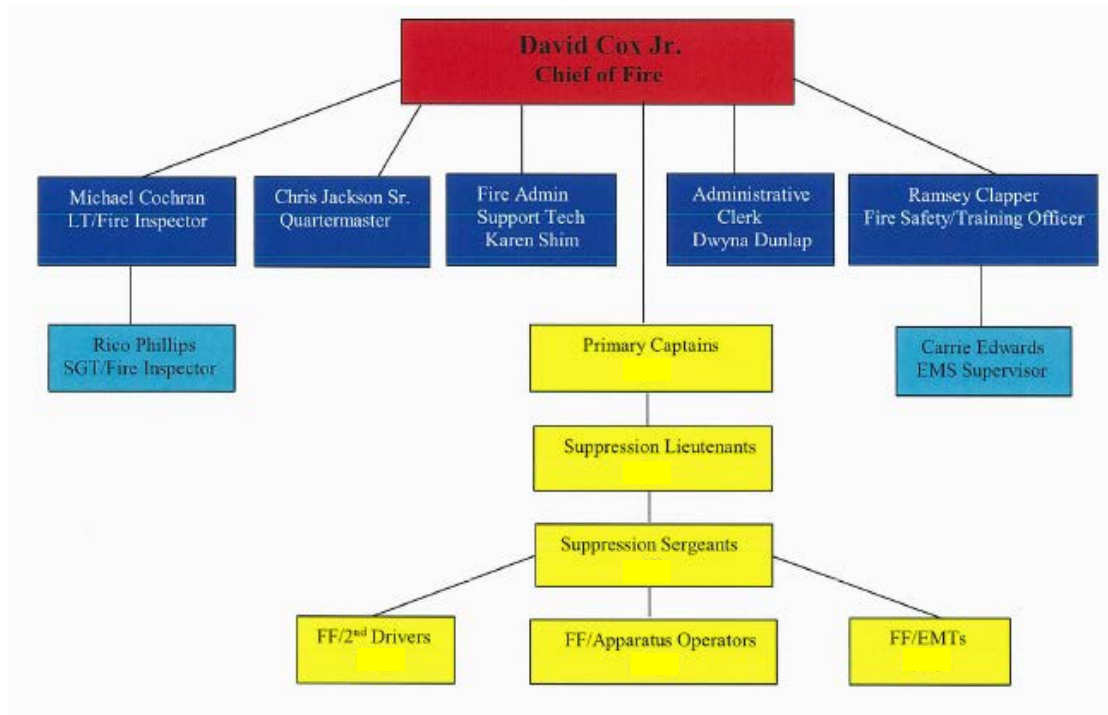 David Cox Jr.
Chief of Fire
Michael Cochran
LT/Fire Inspector
Chris Jackson Sr.
Quartermaster
Fire Admin
Support Tech
Karen Shim
Administrative
Clerk
Dwyna Dunlap
Ramsey Clapper
Fire Safety/Training Officer
Rico Phillips
SGT/Fire Inspector
Primary Captains
Carrie Edwards
EMS Supervisor
Suppression Lieutenants
Suppression Sergeants
FF/2nd Drivers
FF/Apparatus Operators
FF/EMTs